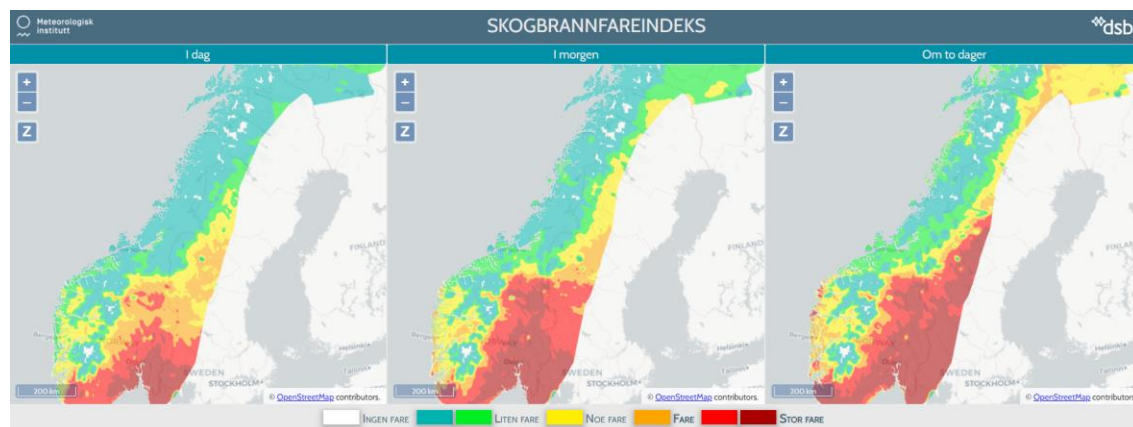 Meteorologisk
institutt
SKOGBRANNFAREINDEKS
dsb
I dag
I morgen
Om to dager
+
–
Z
FINLAND
SWEDEN
STOCKHOLM
200 km
© OpenStreetMap contributors.
+
–
Z
FINLAND
Helsinki
Tallinn
SWEDEN
STOCKHOLM
200 km
© OpenStreetMap contributors.
+
–
Z
FINLAND
SWEDEN
STOCKHOLM
200 km
© OpenStreetMap contributors.
INGEN FARE LITEN FARE NOE FARE FARE STOR FARE